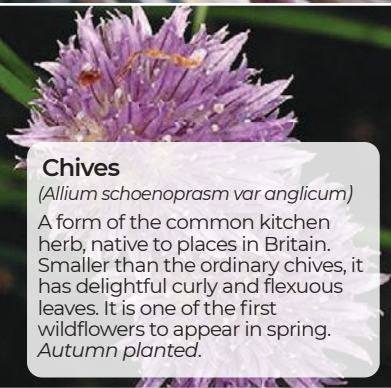 Chives
(Allium schoenoprasm var anglicum)
A form of the common kitchen
herb, native to places in Britain.
Smaller than the ordinary chives, it
has delightful curly and flexuous
leaves. It is one of the first
wildflowers to appear in spring.
Autumn planted.